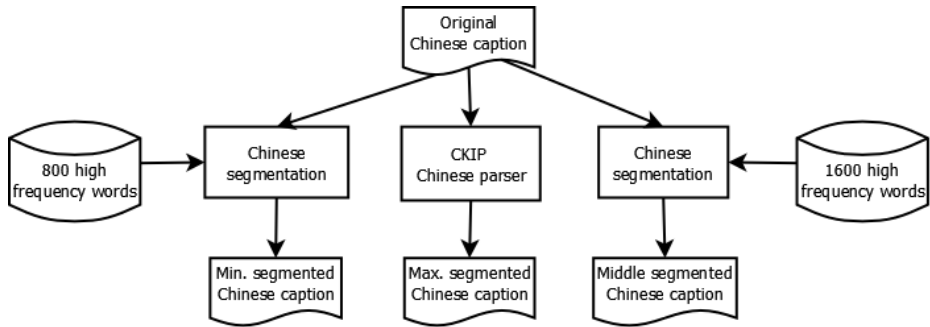 Original
Chinese caption
800 high
frequency words
Chinese
segmentation
CKIP
Chinese parser
Chinese
segmentation
1600 high
frequency words
Min. segmented
Chinese caption
Max. segmented
Chinese caption
Middle segmented
Chinese caption